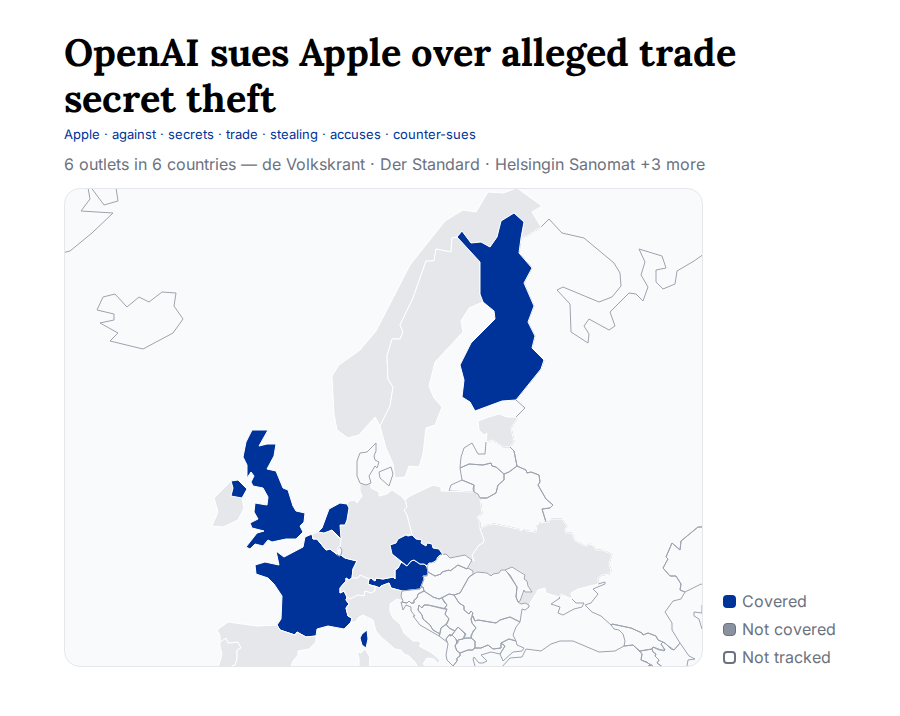 OpenAI sues Apple over alleged trade
secret theft
Apple · against · secrets · trade · stealing · accuses · counter-sues
6 outlets in 6 countries — de Volkskrant · Der Standard · Helsingin Sanomat +3 more
Covered
Not covered
Not tracked